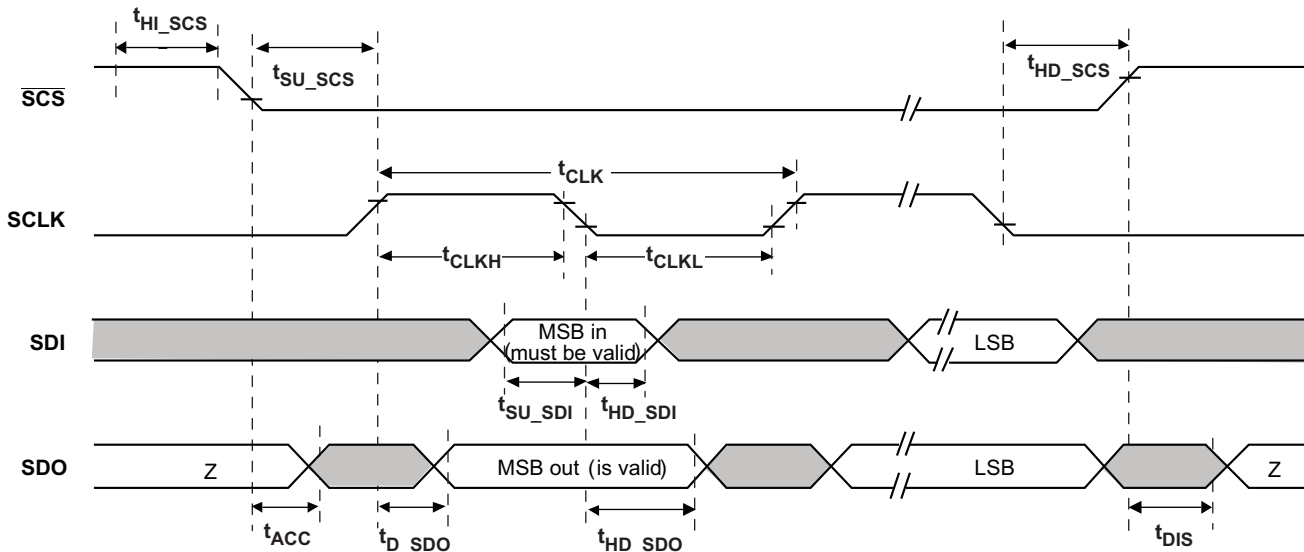 tHI_SCS
tSU_SCS
tHD_SCS
SCS
tCLK
SCLK
tCLKH
tCLKL
SDI
MSB in
(must be valid)
LSB
tSU_SDI
tHD_SDI
SDO
Z
MSB out (is valid)
LSB
Z
tACC
tD_SDO
tHD_SDO
tDIS